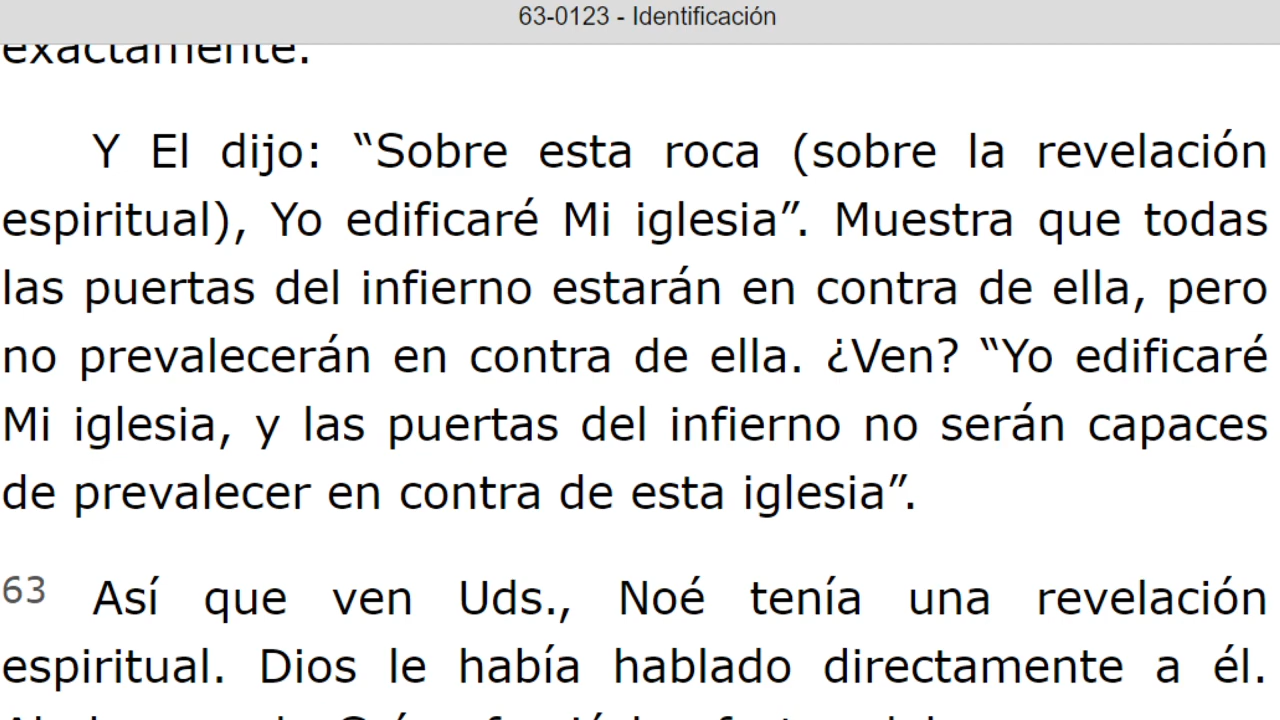 63-0123 - Identificación
exactamente.
Y El dijo: “Sobre esta roca (sobre la revelación
espiritual), Yo edificaré Mi iglesia”. Muestra que todas
las puertas del infierno estarán en contra de ella, pero
no prevalecerán en contra de ella. ¿Ven? “Yo edificaré
Mi iglesia, y las puertas del infierno no serán capaces
de prevalecer en contra de esta iglesia”.
63 Así que ven Uds., Noé tenía una revelación
espiritual. Dios le había hablado directamente a él.